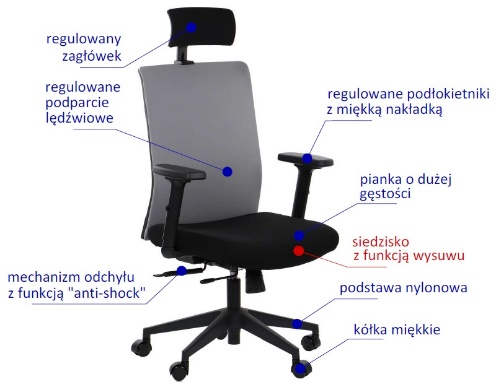 regulowany
zagłówek
regulowane
podparcie
lędźwiowe
regulowane podłokietniki
z miękką nakładką
pianka o dużej
gęstości
siedzisko
z funkcją wysuwu
mechanizm odchyłu
z funkcją "anti-shock"
podstawa nylonowa
kółka miękkie